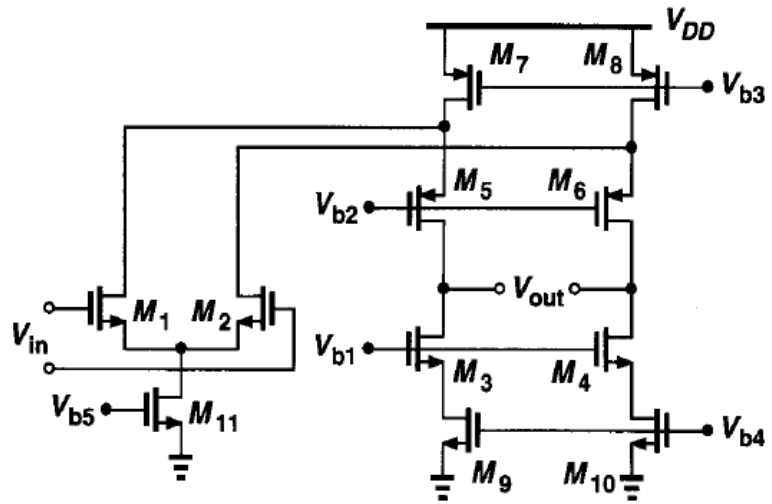 V_DD
M_7
M_8
V_b3
V_b2
M_5
M_6
V_in
M_1
M_2
V_out
V_b1
M_3
M_4
V_b5
M_11
V_b4
M_9
M_10